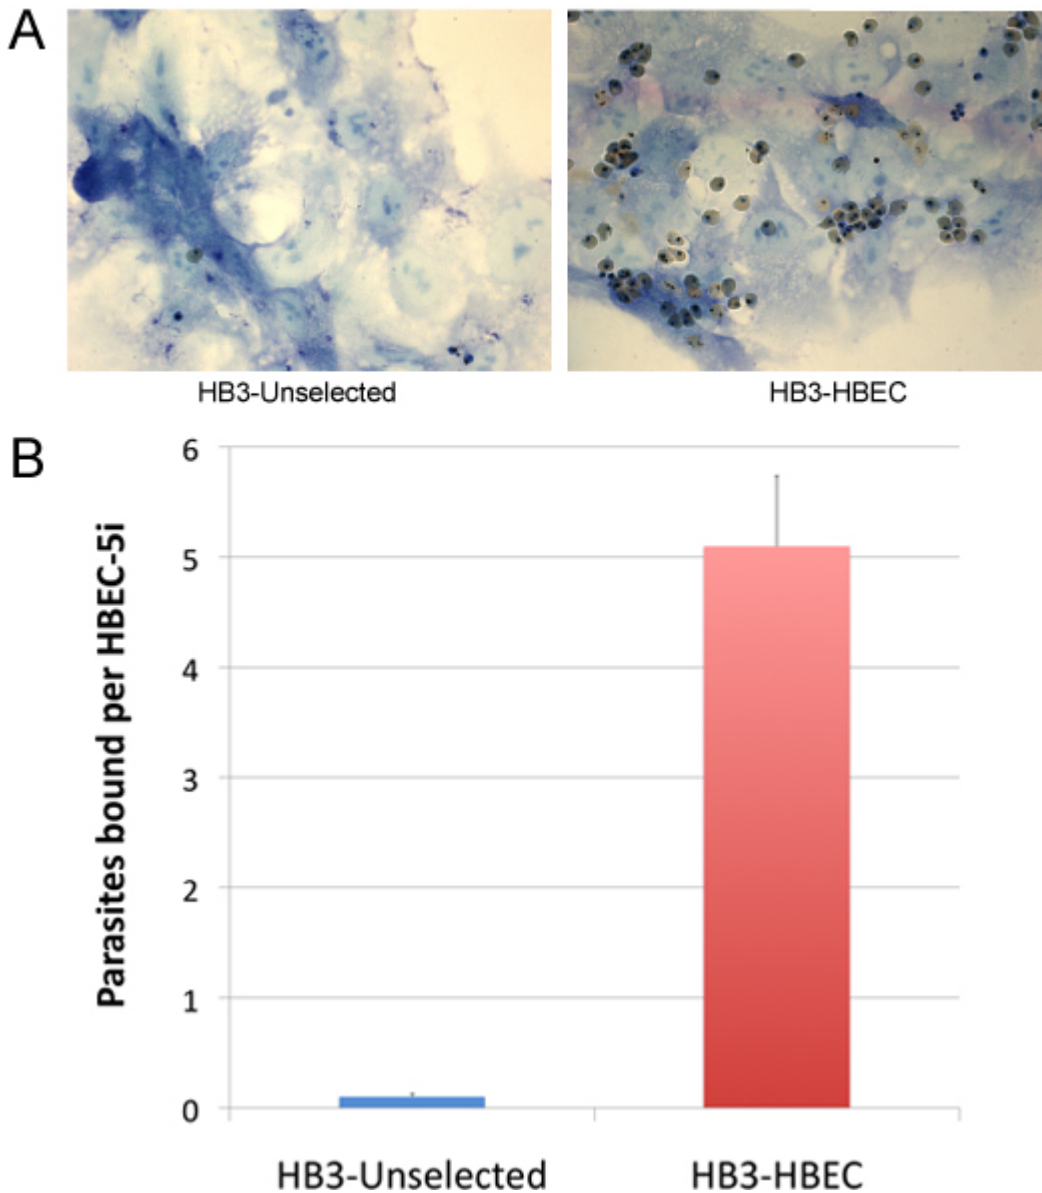 A
HB3-Unselected
HB3-HBEC
B
Parasites bound per HBEC-5i
6
5
4
3
2
1
0
HB3-Unselected
HB3-HBEC